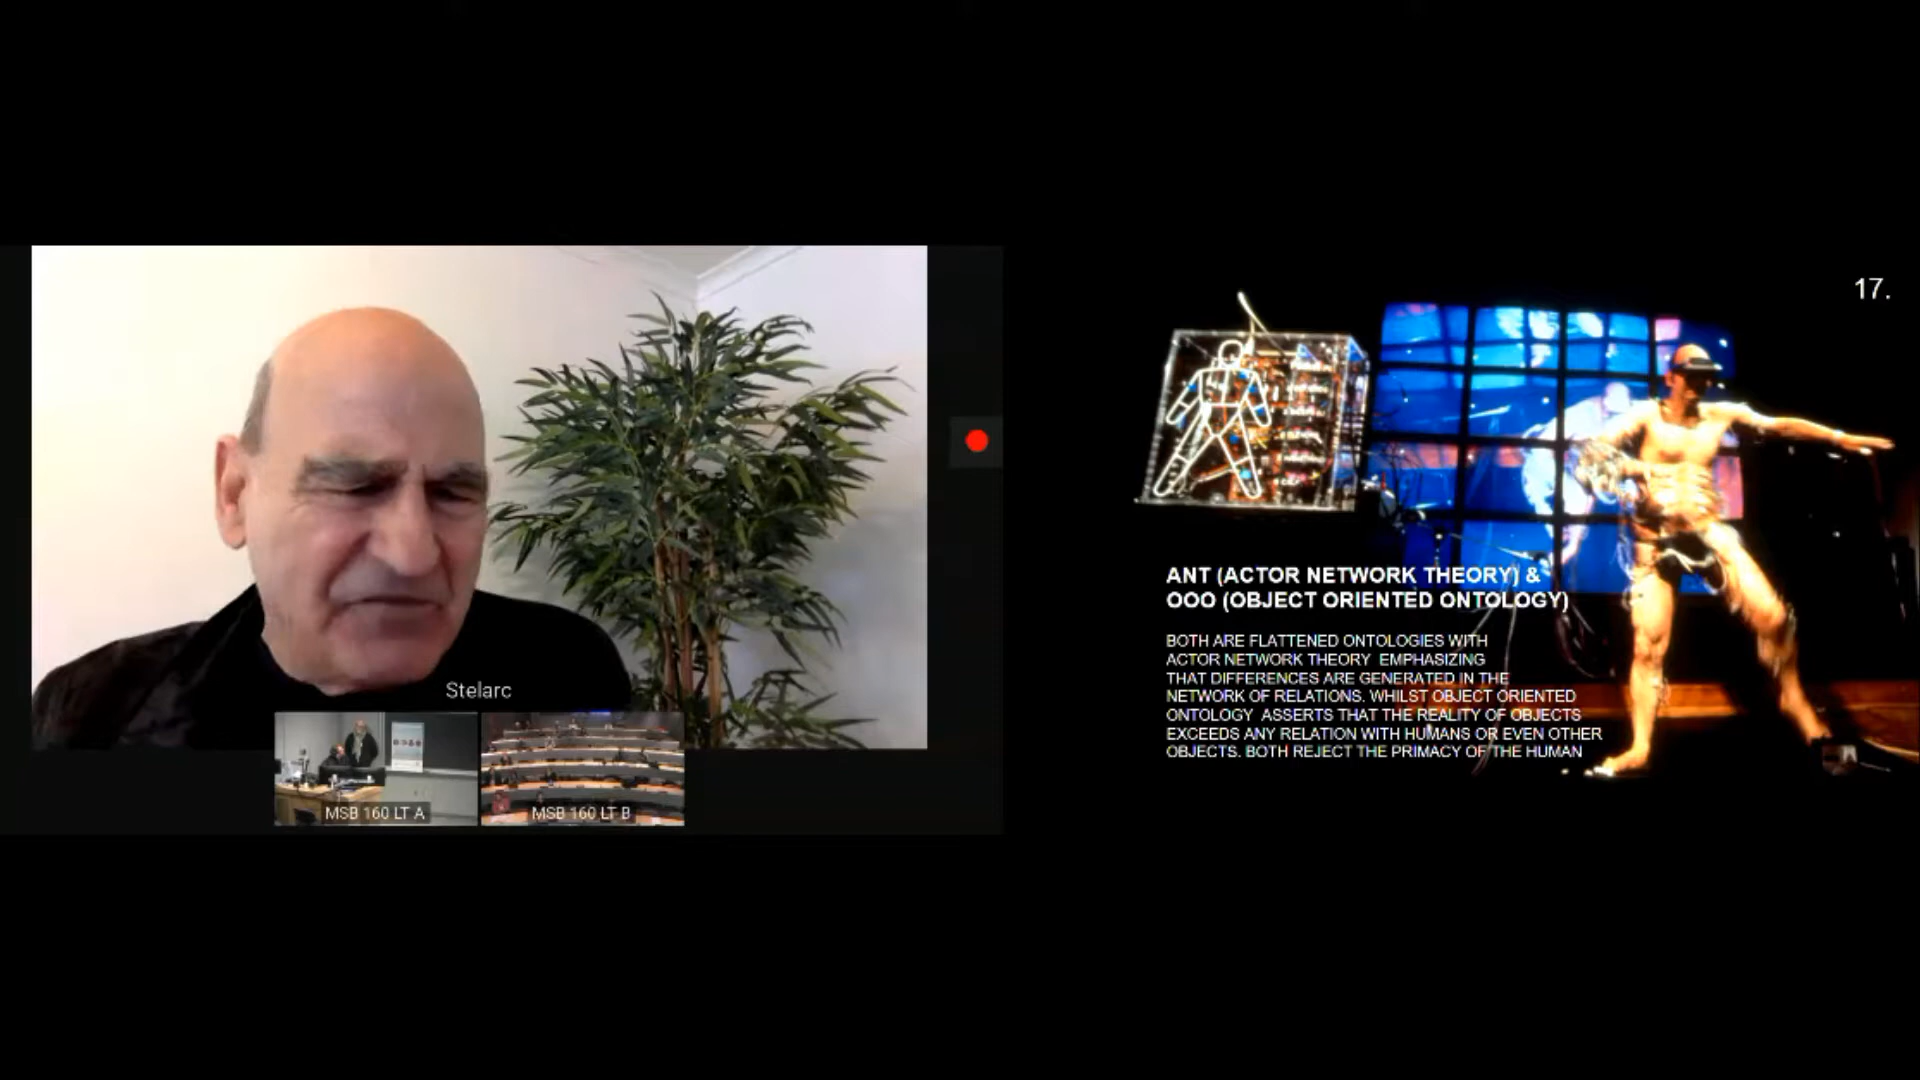 Stelarc
MSB 160 LT A
MSB 160 LT B
17.
ANT (ACTOR NETWORK THEORY) &
OOO (OBJECT ORIENTED ONTOLOGY)
BOTH ARE FLATTENED ONTOLOGIES WITH
ACTOR NETWORK THEORY EMPHASIZING
THAT DIFFERENCES ARE GENERATED IN THE
NETWORK OF RELATIONS. WHILST OBJECT ORIENTED
ONTOLOGY ASSERTS THAT THE REALITY OF OBJECTS
EXCEEDS ANY RELATION WITH HUMANS OR EVEN OTHER
OBJECTS. BOTH REJECT THE PRIMACY OF THE HUMAN